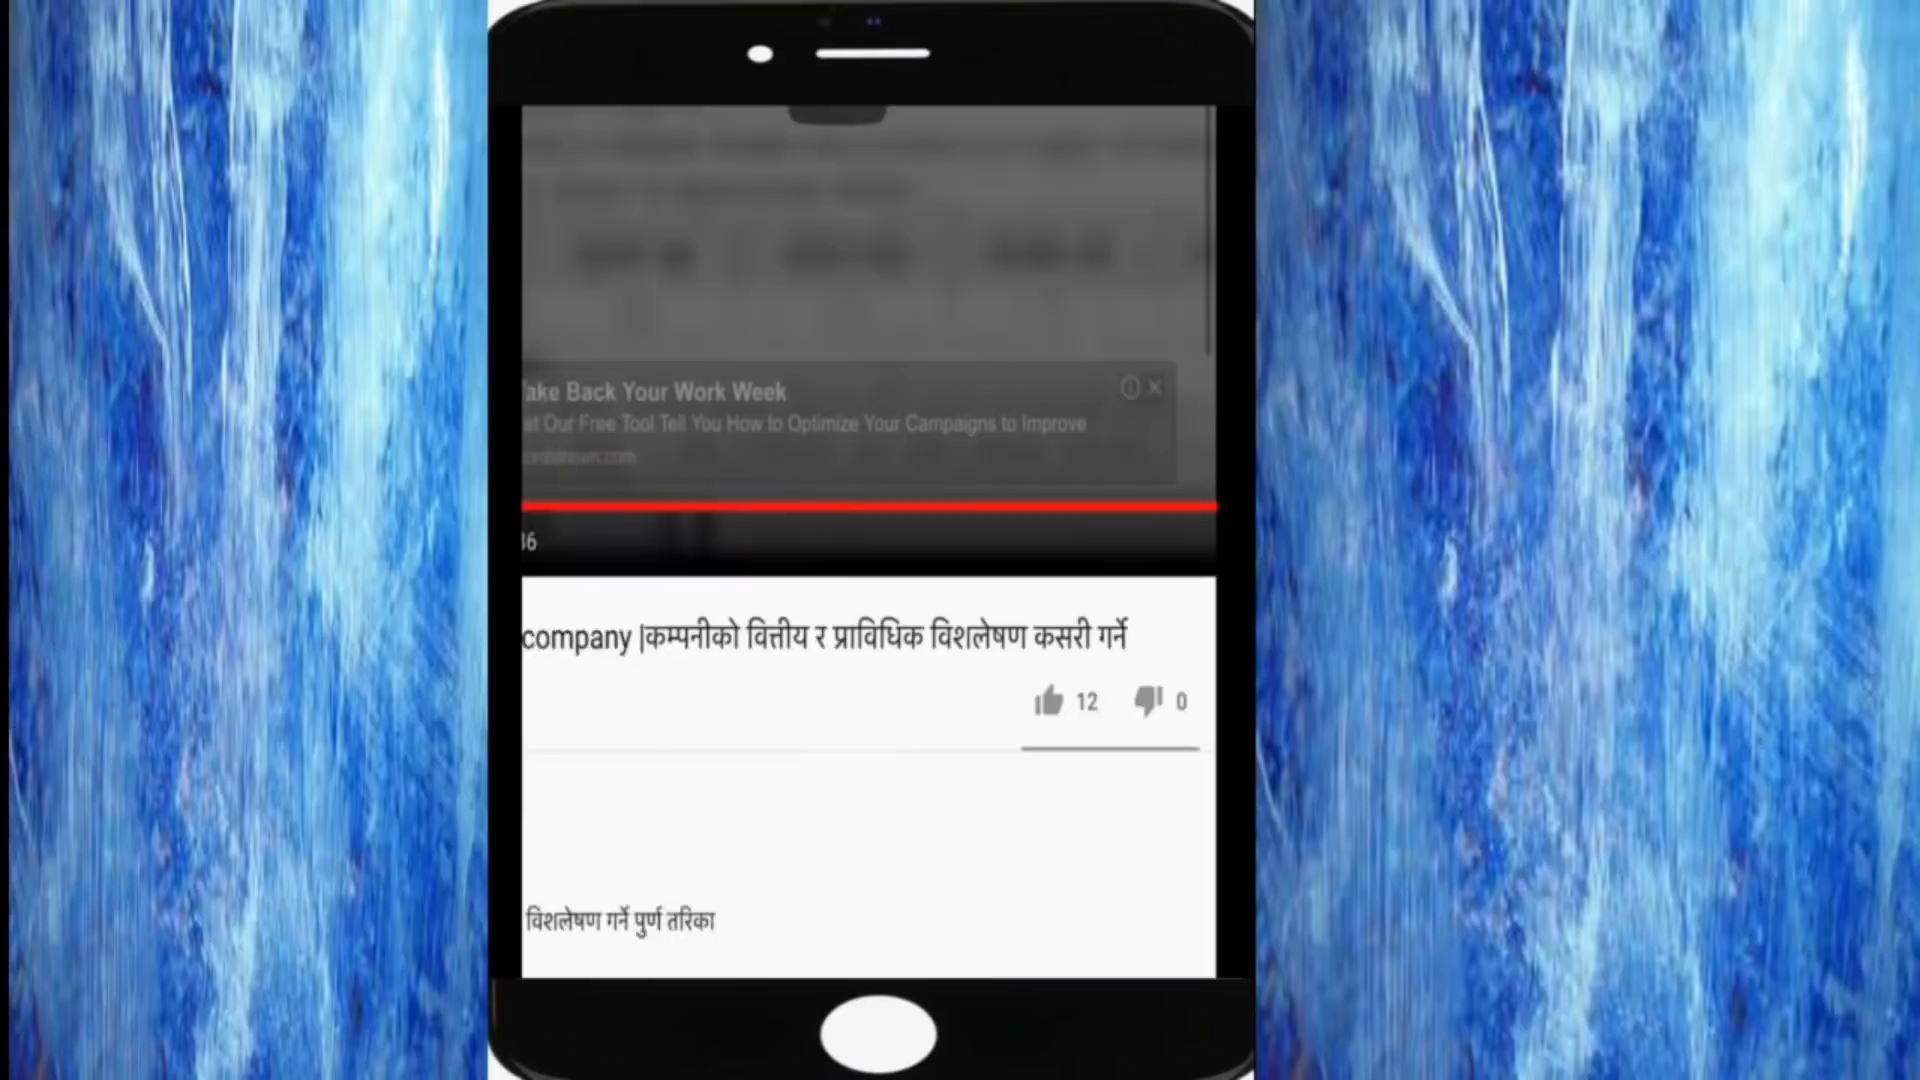 ake Back Your Work Week
et Our Free Tool Tell You How to Optimize Your Campaigns to Improve
36
company |कम्पनीको वित्तीय र प्राविधिक विशलेषण कसरी गर्ने
12 0
विशलेषण गर्ने पुर्ण तरिका